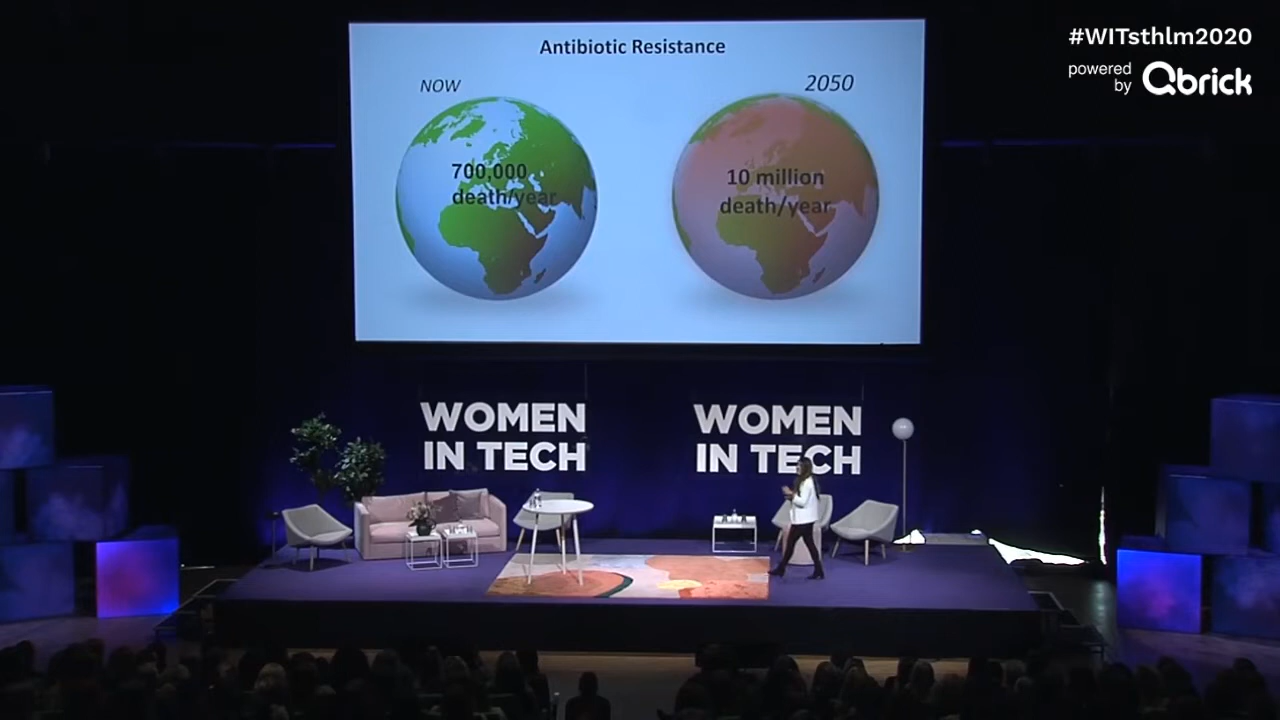 #WITsthlm2020
powered
by Qbrick
Antibiotic Resistance
NOW
2050
700,000
death/year
10 million
death/year
WOMEN
IN TECH
WOMEN
IN TECH